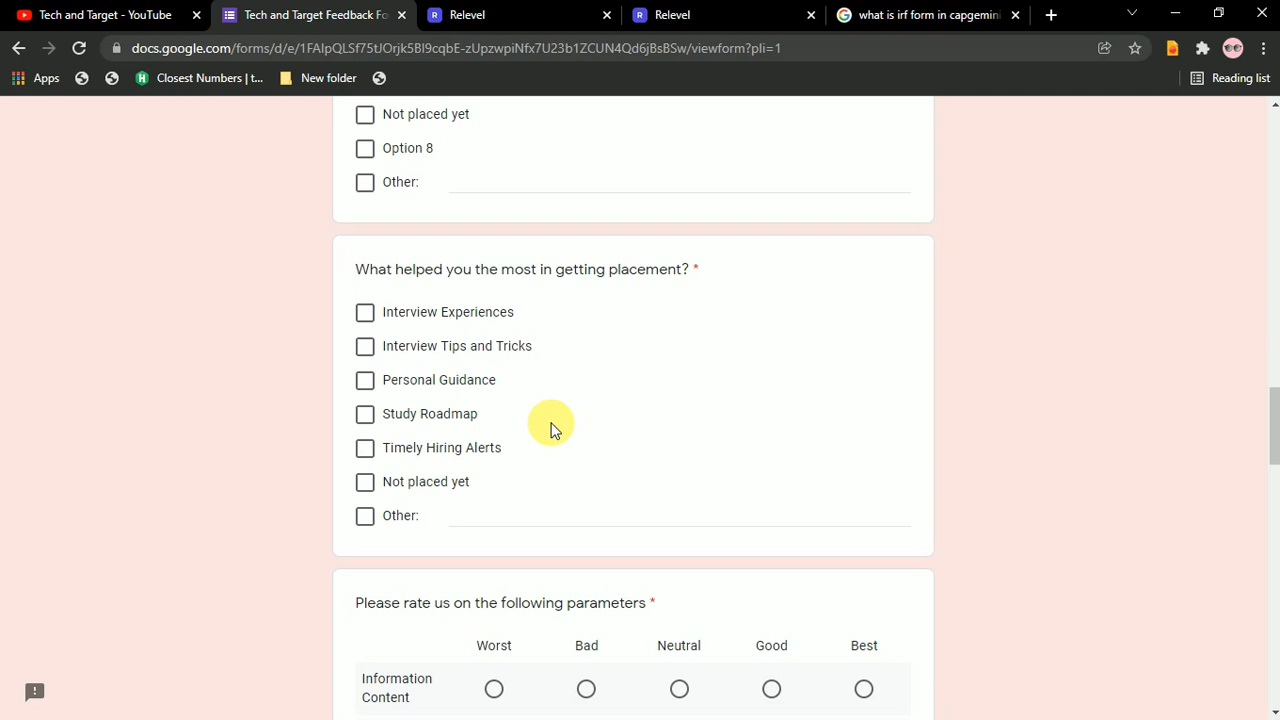 Tech and Target - YouTube
Tech and Target Feedback Fo
Relevel
Relevel
what is irf form in capgemini
docs.google.com/forms/d/e/1FAIpQLSf75tJOrjk5Bl9cqbE-zUpzwpiNfx7U23b1ZCUN4Qd6jBsBSw/viewform?pli=1
Apps
Closest Numbers | t...
New folder
Reading list
Not placed yet
Option 8
Other:
What helped you the most in getting placement? *
Interview Experiences
Interview Tips and Tricks
Personal Guidance
Study Roadmap
Timely Hiring Alerts
Not placed yet
Other:
Please rate us on the following parameters *
Worst Bad Neutral Good Best
Information
Content